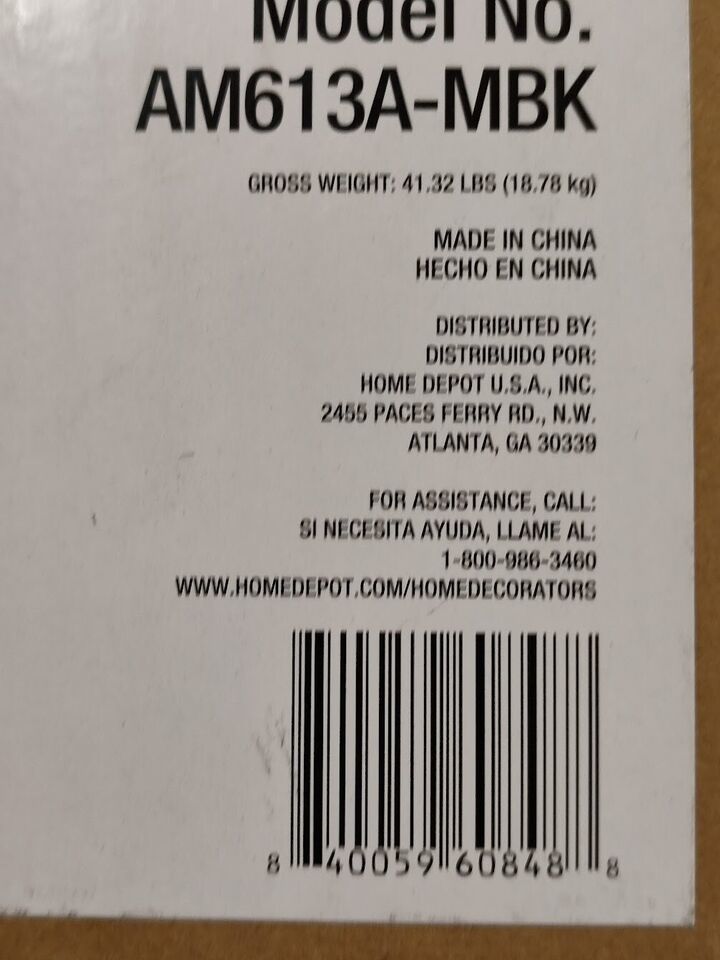 Model No.
AM613A-MBK
GROSS WEIGHT: 41.32 LBS (18.78 kg)
MADE IN CHINA
HECHO EN CHINA
DISTRIBUTED BY:
DISTRIBUIDO POR:
HOME DEPOT U.S.A., INC.
2455 PACES FERRY RD., N.W.
ATLANTA, GA 30339
FOR ASSISTANCE, CALL:
SI NECESITA AYUDA, LLAME AL:
1-800-986-3460
WWW.HOMEDEPOT.COM/HOMEDECORATORS
8 40059 60848 8